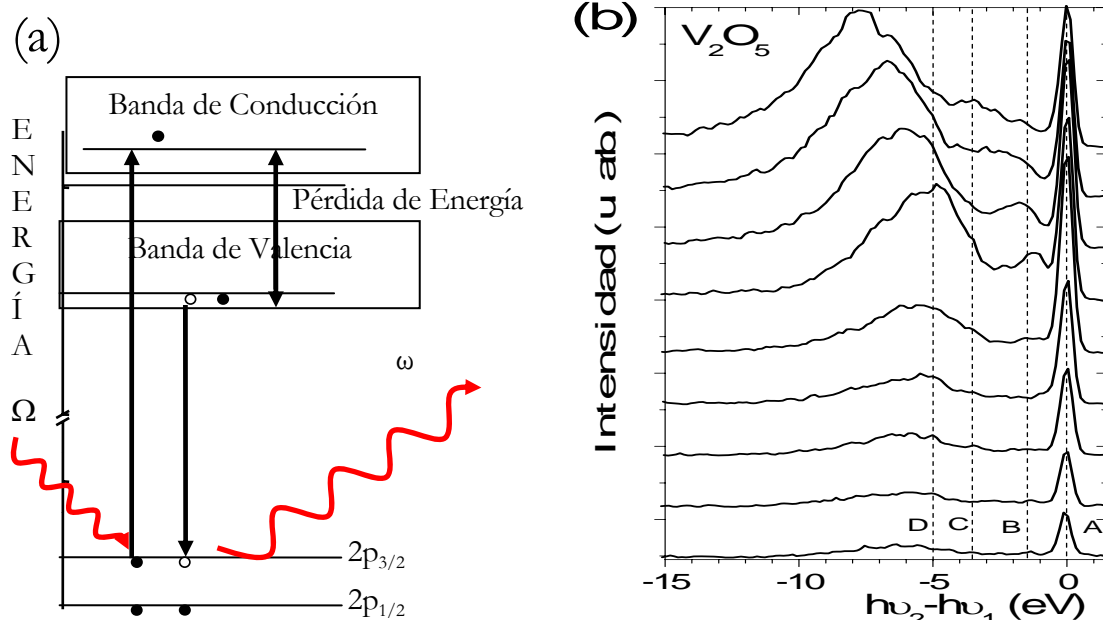 (a)
Banda de Conducción
Pérdida de Energía
Banda de Valencia
ENERGÍA
Ω
ω
2p3/2
2p1/2
(b)
V2O5
Intensidad (u ab)
D C B A
-15 -10 -5 0
hυ2-hυ1 (eV)